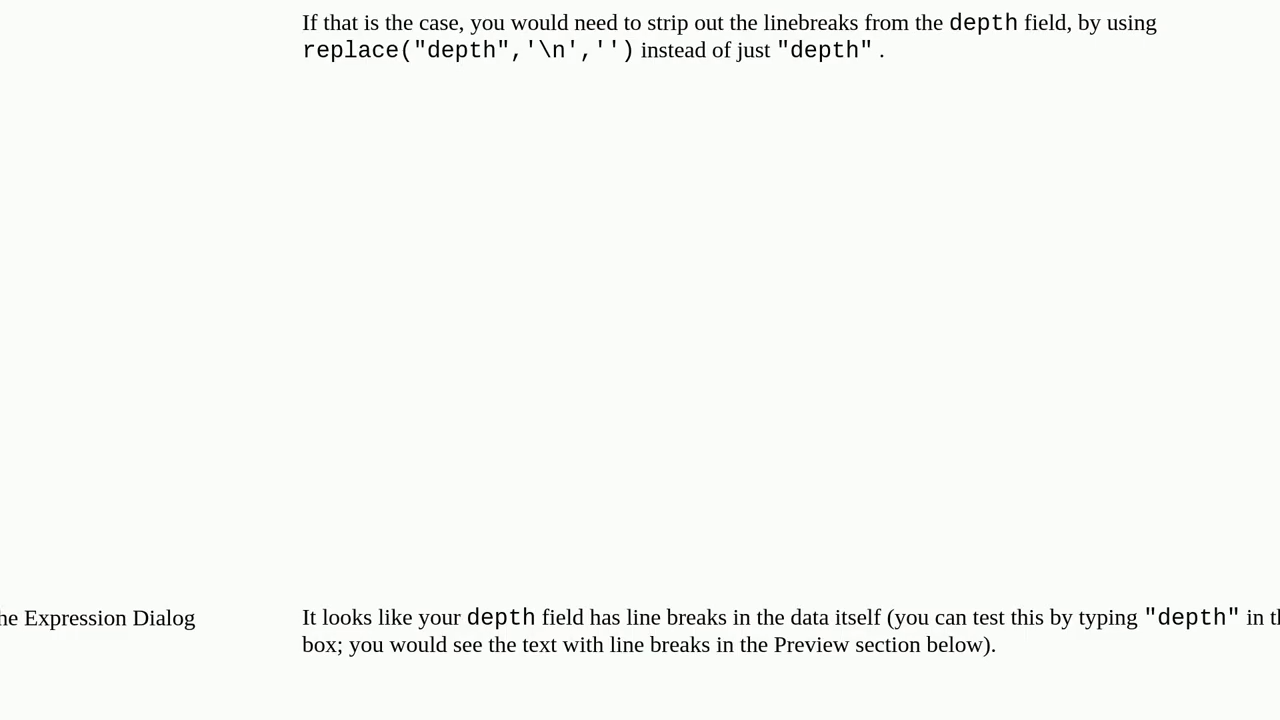 If that is the case, you would need to strip out the linebreaks from the depth field, by using
replace("depth",'\n','') instead of just "depth" .
he Expression Dialog
It looks like your depth field has line breaks in the data itself (you can test this by typing "depth" in th
box; you would see the text with line breaks in the Preview section below).